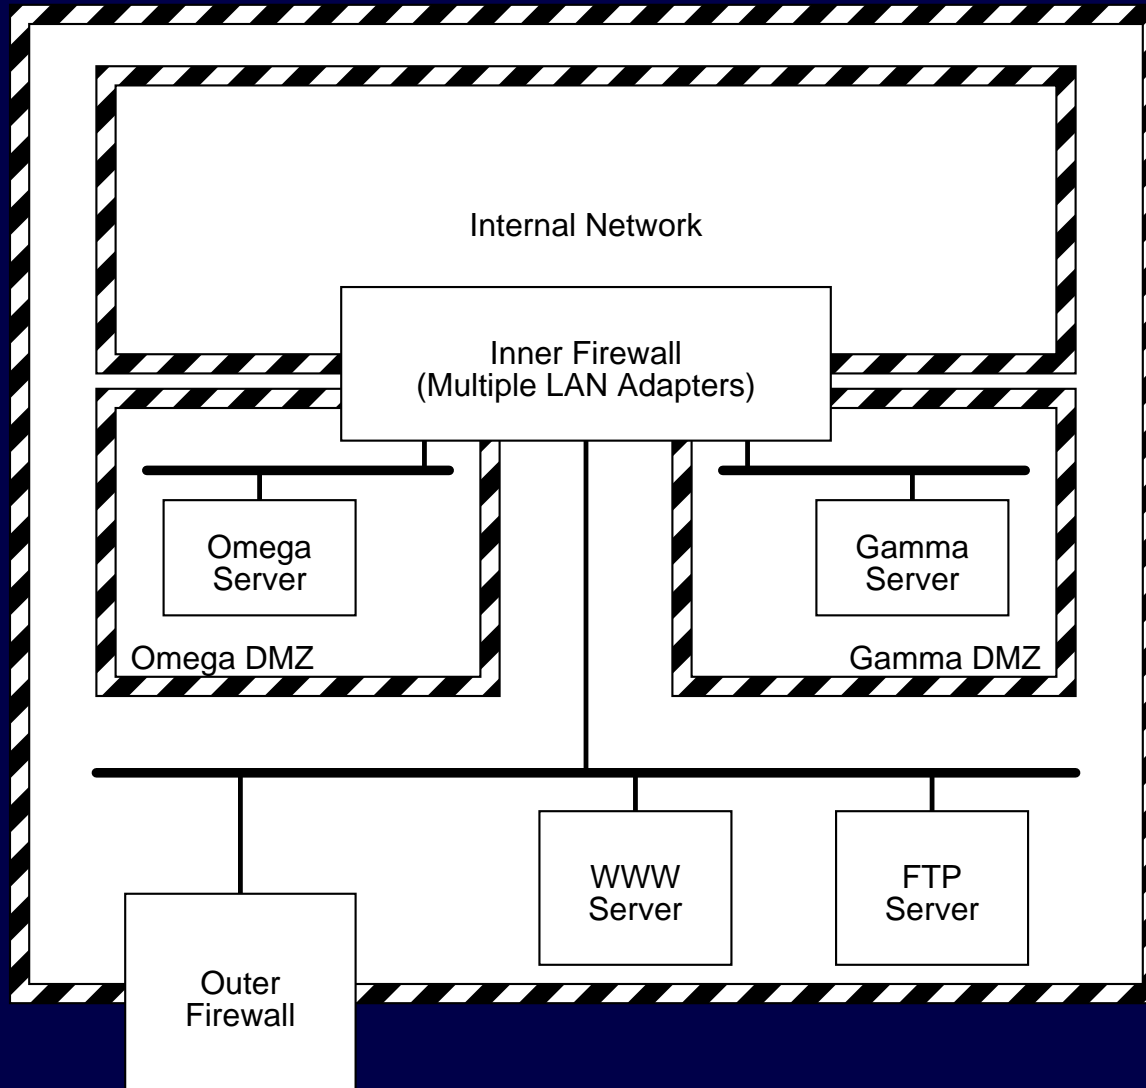 Internal Network
Inner Firewall
(Multiple LAN Adapters)
Omega
Server
Omega DMZ
Gamma
Server
Gamma DMZ
WWW
Server
FTP
Server
Outer
Firewall